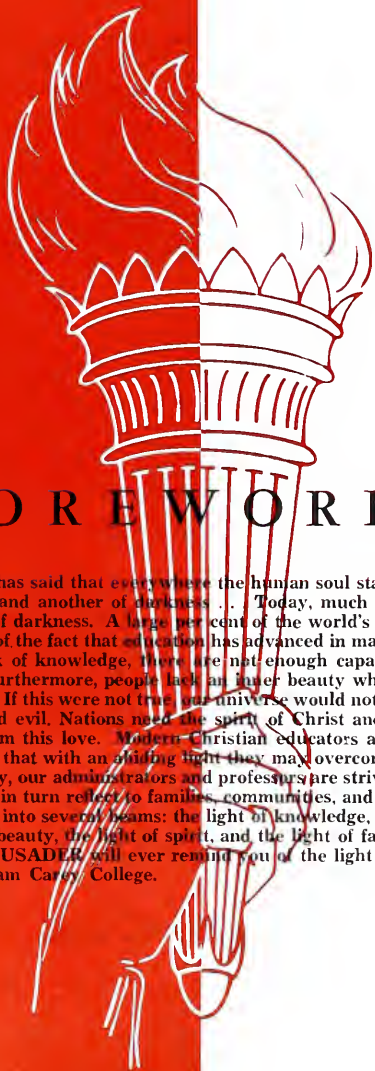 OREWOR
has said that everywhere the human soul sta
and another of darkness ... Today, much
f darkness. A large per cent of the world's
of the fact that education has advanced in ma
k of knowledge, there are not enough capa
urthermore, people lack an inner beauty wh
If this were not true, our universe would not
d evil. Nations need the spirit of Christ and
m this love. Modern Christian educators a
that with an abiding light they may overcor
y, our administrators and professors are striv
in turn reflect to families, communities, and
into several beams: the light of knowledge,
beauty, the light of spirit, and the light of fa
USADER will ever remind you of the light
am Carey College.